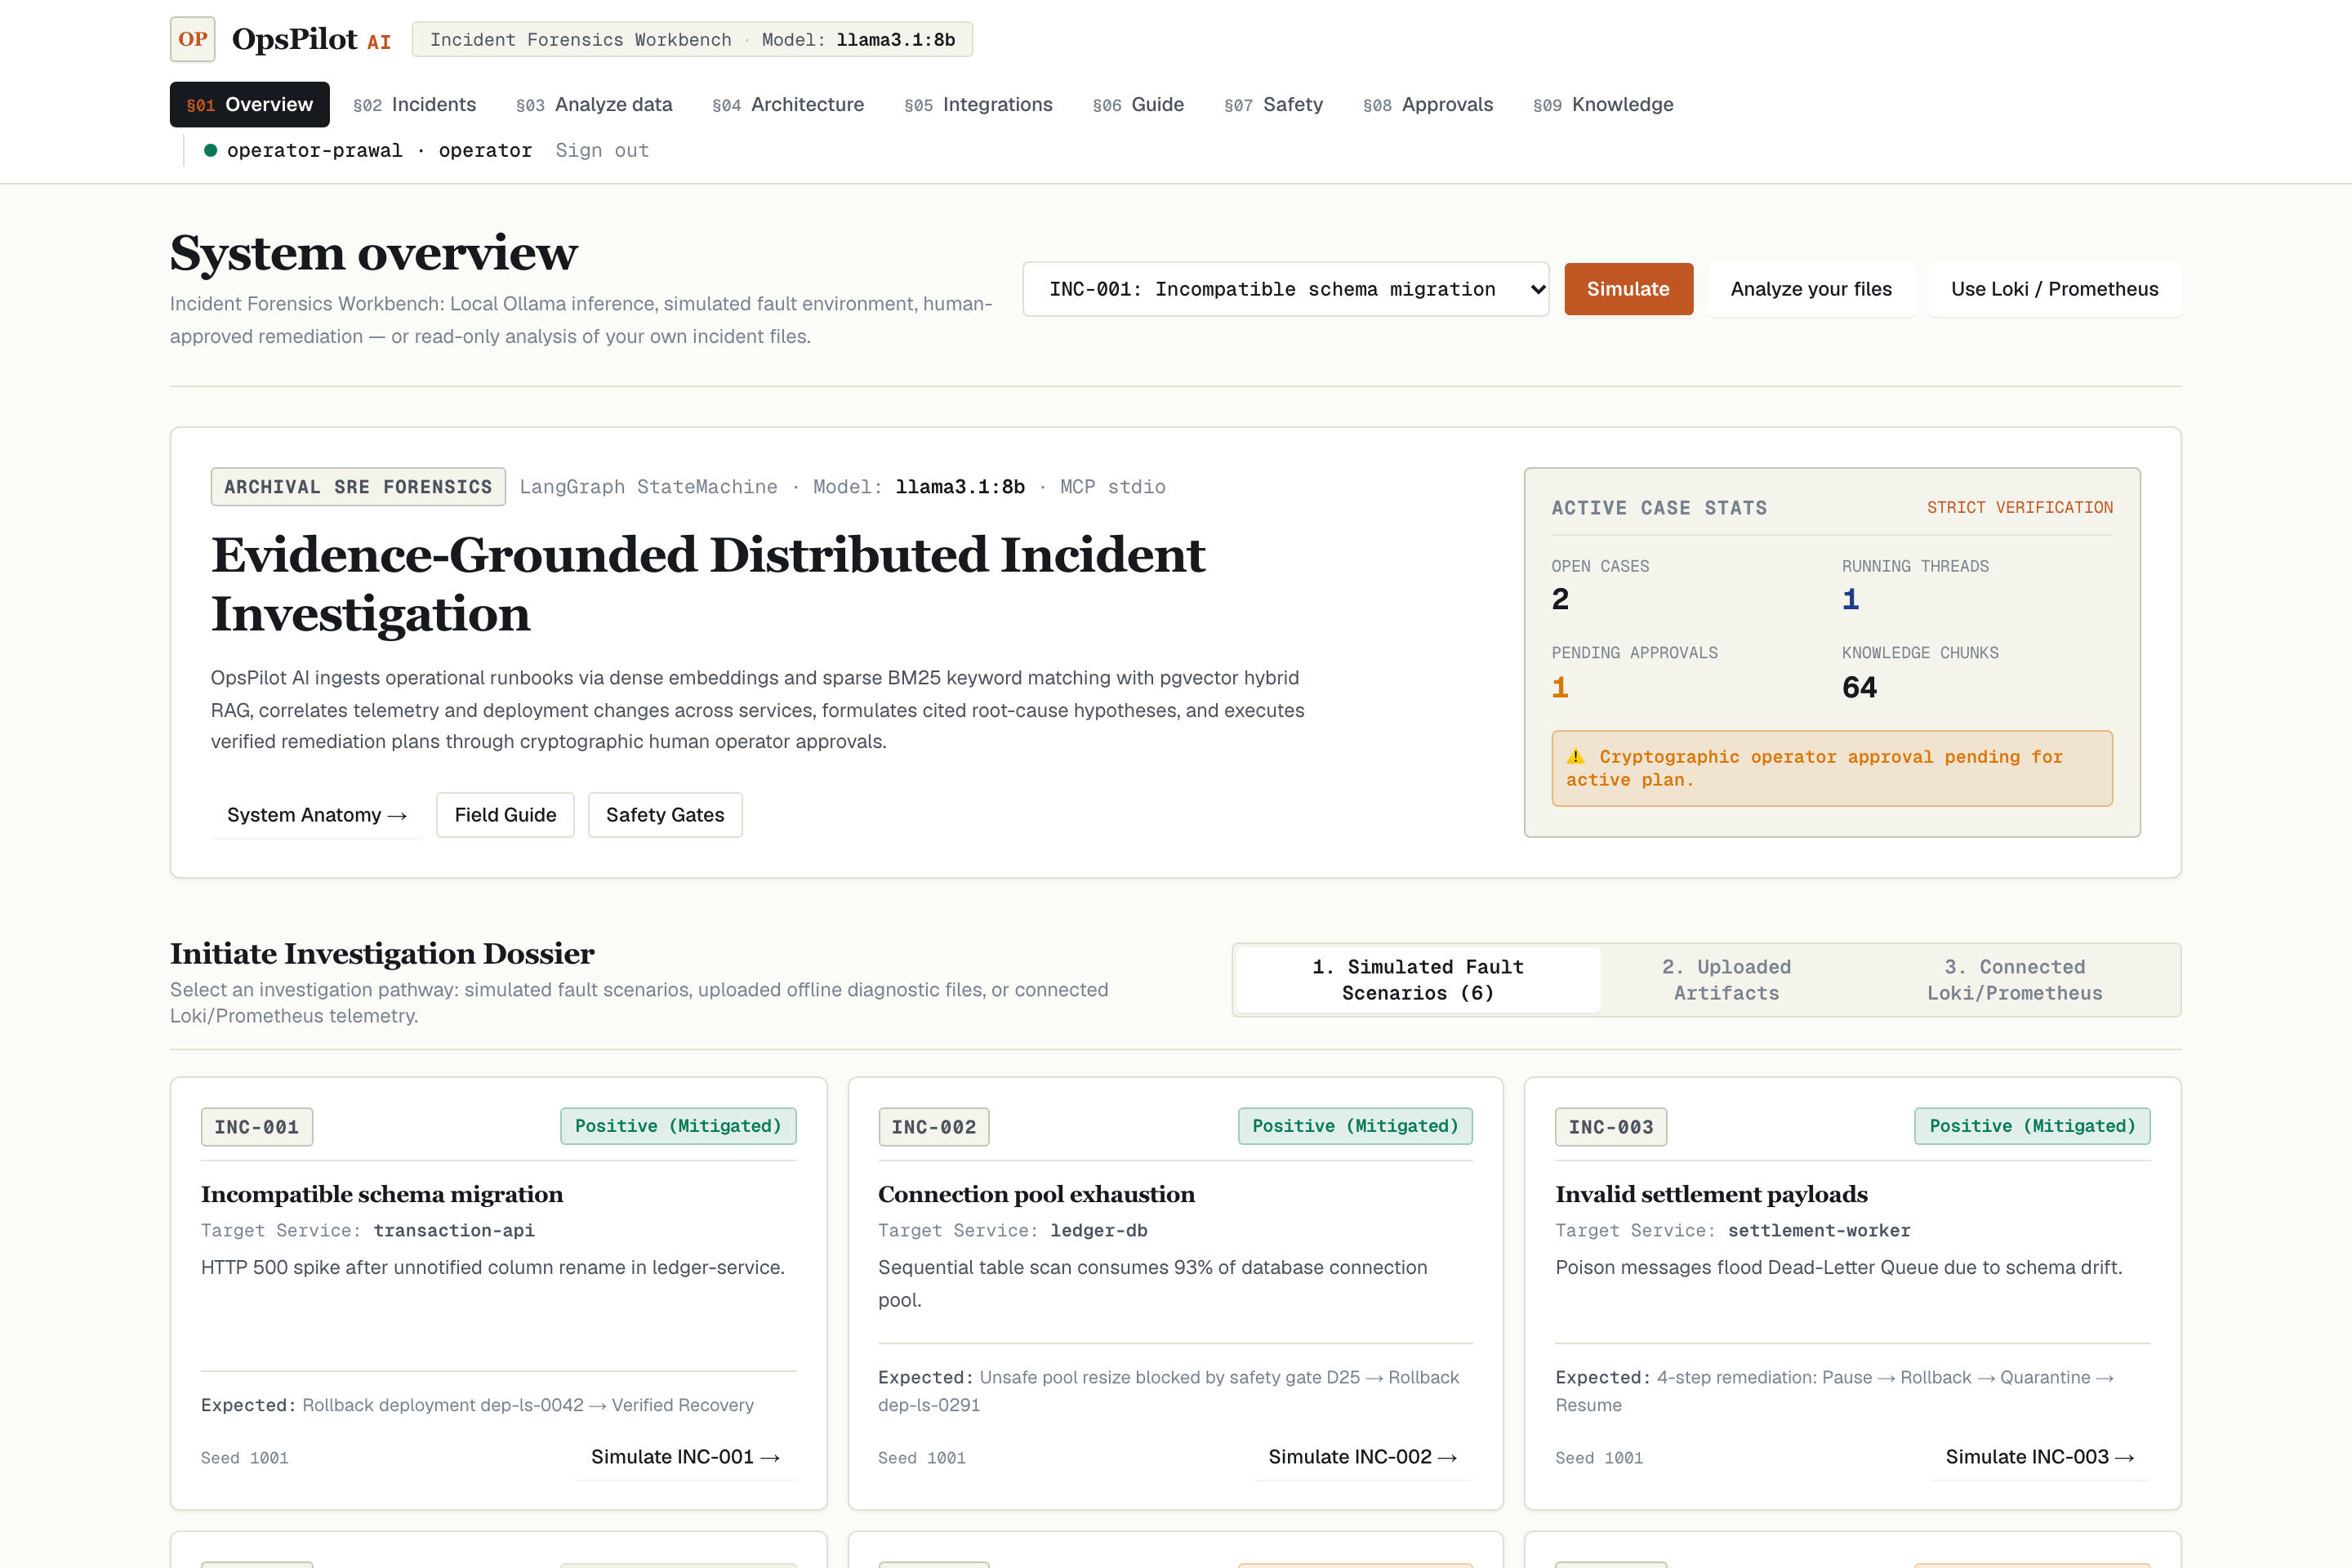 OP OpsPilot AI Incident Forensics Workbench · Model: llama3.1:8b
§01 Overview §02 Incidents §03 Analyze data §04 Architecture §05 Integrations §06 Guide §07 Safety §08 Approvals §09 Knowledge
operator-prawal · operator Sign out
System overview
Incident Forensics Workbench: Local Ollama inference, simulated fault environment, human-
approved remediation — or read-only analysis of your own incident files.
INC-001: Incompatible schema migration Simulate Analyze your files Use Loki / Prometheus
ARCHIVAL SRE FORENSICS LangGraph StateMachine · Model: llama3.1:8b · MCP stdio
Evidence-Grounded Distributed Incident
Investigation
OpsPilot AI ingests operational runbooks via dense embeddings and sparse BM25 keyword matching with pgvector hybrid
RAG, correlates telemetry and deployment changes across services, formulates cited root-cause hypotheses, and executes
verified remediation plans through cryptographic human operator approvals.
System Anatomy → Field Guide Safety Gates
ACTIVE CASE STATS STRICT VERIFICATION
OPEN CASES RUNNING THREADS
2 1
PENDING APPROVALS KNOWLEDGE CHUNKS
1 64
⚠️ Cryptographic operator approval pending for
active plan.
Initiate Investigation Dossier
Select an investigation pathway: simulated fault scenarios, uploaded offline diagnostic files, or connected
Loki/Prometheus telemetry.
1. Simulated Fault
Scenarios (6)
2. Uploaded
Artifacts
3. Connected
Loki/Prometheus
INC-001 Positive (Mitigated)
Incompatible schema migration
Target Service: transaction-api
HTTP 500 spike after unnotified column rename in ledger-service.
Expected: Rollback deployment dep-ls-0042 → Verified Recovery
Seed 1001 Simulate INC-001 →
INC-002 Positive (Mitigated)
Connection pool exhaustion
Target Service: ledger-db
Sequential table scan consumes 93% of database connection
pool.
Expected: Unsafe pool resize blocked by safety gate D25 → Rollback
dep-ls-0291
Seed 1001 Simulate INC-002 →
INC-003 Positive (Mitigated)
Invalid settlement payloads
Target Service: settlement-worker
Poison messages flood Dead-Letter Queue due to schema drift.
Expected: 4-step remediation: Pause → Rollback → Quarantine →
Resume
Seed 1001 Simulate INC-003 →